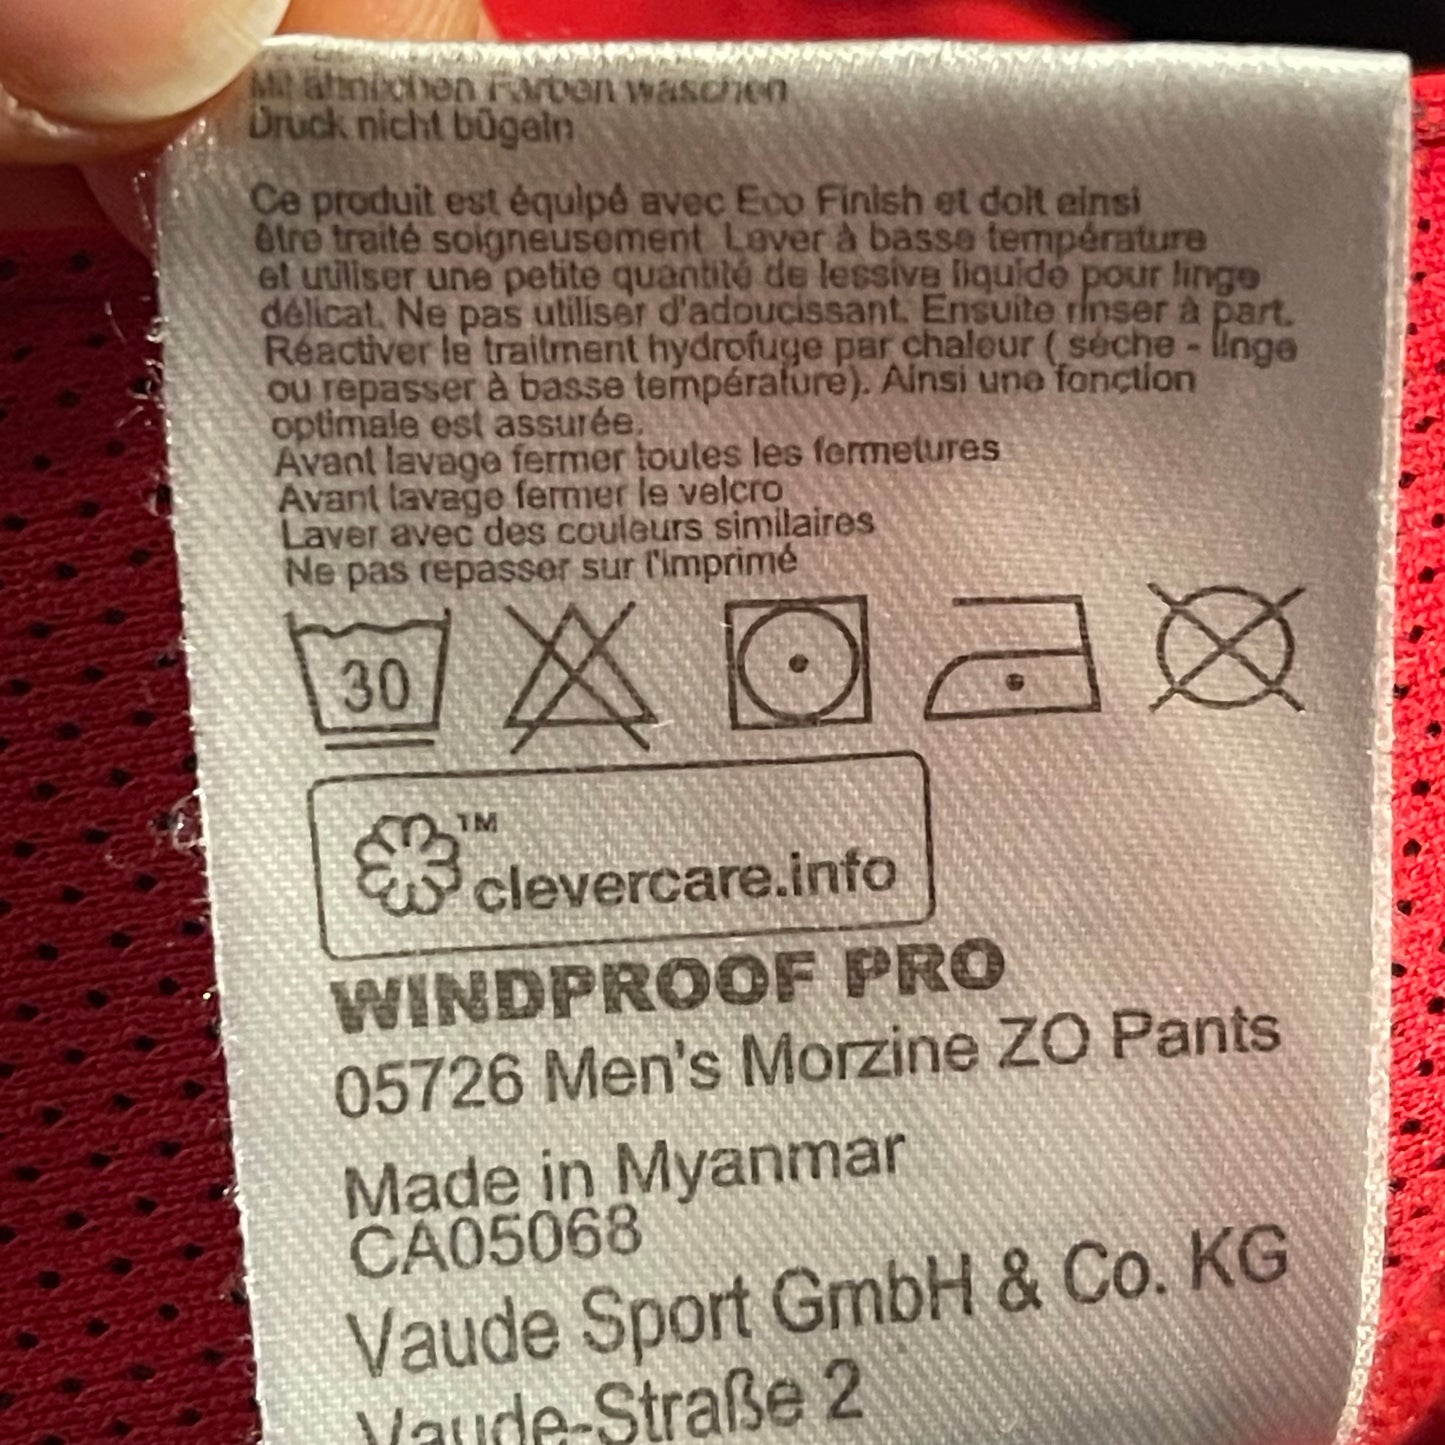 Mit ähnlichen Farben waschen
Druck nicht bügeln
Ce produit est équipé avec Eco Finish et doit ainsi
être traité soigneusement. Laver à basse température
et utiliser une petite quantité de lessive liquide pour linge
délicat. Ne pas utiliser d'adoucissant. Ensuite rinser à part.
Réactiver le traitment hydrofuge par chaleur ( sèche - linge
ou repasser à basse température). Ainsi une fonction
optimale est assurée.
Avant lavage fermer toutes les fermetures
Avant lavage fermer le velcro
Laver avec des couleurs similaires
Ne pas repasser sur l'imprimé
30
TM
clevercare.info
WINDPROOF PRO
05726 Men's Morzine ZO Pants
Made in Myanmar
CA05068
Vaude Sport GmbH & Co. KG
Vaude-Straße 2